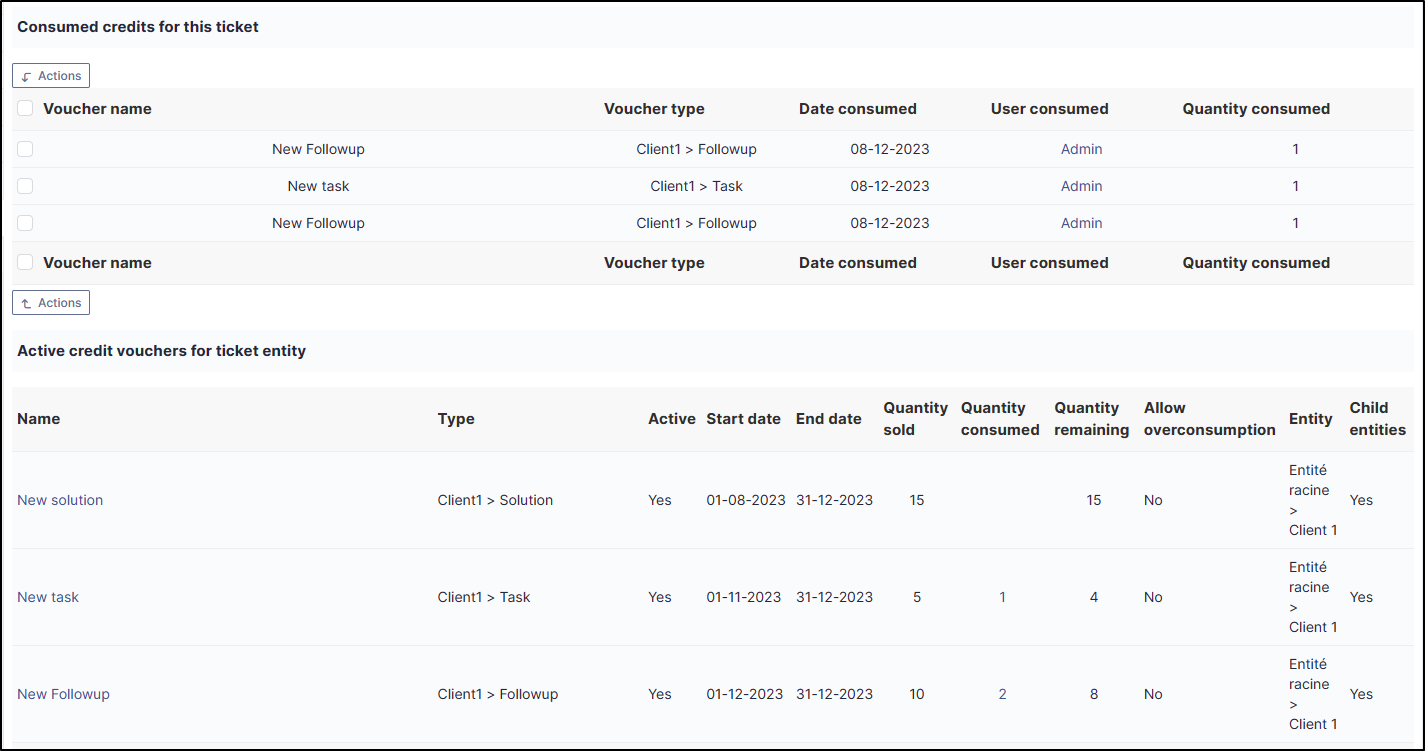 Consumed credits for this ticket
Actions
Voucher name Voucher type Date consumed User consumed Quantity consumed
New Followup Client1 > Followup 08-12-2023 Admin 1
New task Client1 > Task 08-12-2023 Admin 1
New Followup Client1 > Followup 08-12-2023 Admin 1
Voucher name Voucher type Date consumed User consumed Quantity consumed
Actions
Active credit vouchers for ticket entity
Name Type Active Start date End date Quantity sold Quantity consumed Quantity remaining Allow overconsumption Entity Child entities
New solution Client1 > Solution Yes 01-08-2023 31-12-2023 15 15 No Entité racine > Client 1 Yes
New task Client1 > Task Yes 01-11-2023 31-12-2023 5 1 4 No Entité racine > Client 1 Yes
New Followup Client1 > Followup Yes 01-12-2023 31-12-2023 10 2 8 No Entité racine > Client 1 Yes